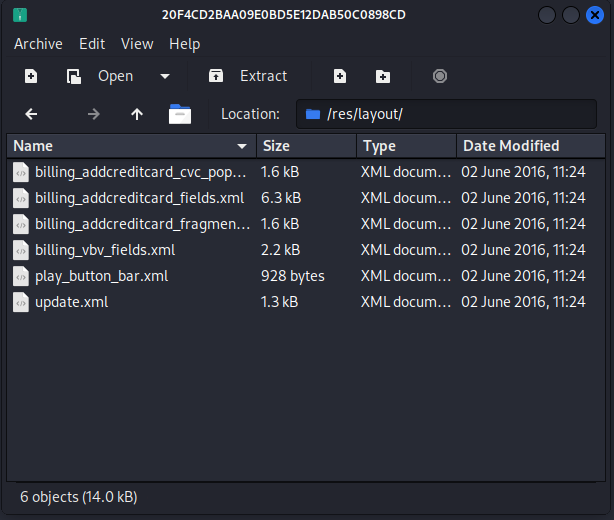 20F4CD2BAA09E0BD5E12DAB50C0898CD
Archive Edit View Help
Open Extract
Location: /res/layout/
Name Size Type Date Modified
billing_addcreditcard_cvc_pop... 1.6 kB XML docum... 02 June 2016, 11:24
billing_addcreditcard_fields.xml 6.3 kB XML docum... 02 June 2016, 11:24
billing_addcreditcard_fragmen... 1.6 kB XML docum... 02 June 2016, 11:24
billing_vbv_fields.xml 2.2 kB XML docum... 02 June 2016, 11:24
play_button_bar.xml 928 bytes XML docum... 02 June 2016, 11:24
update.xml 1.3 kB XML docum... 02 June 2016, 11:24
6 objects (14.0 kB)